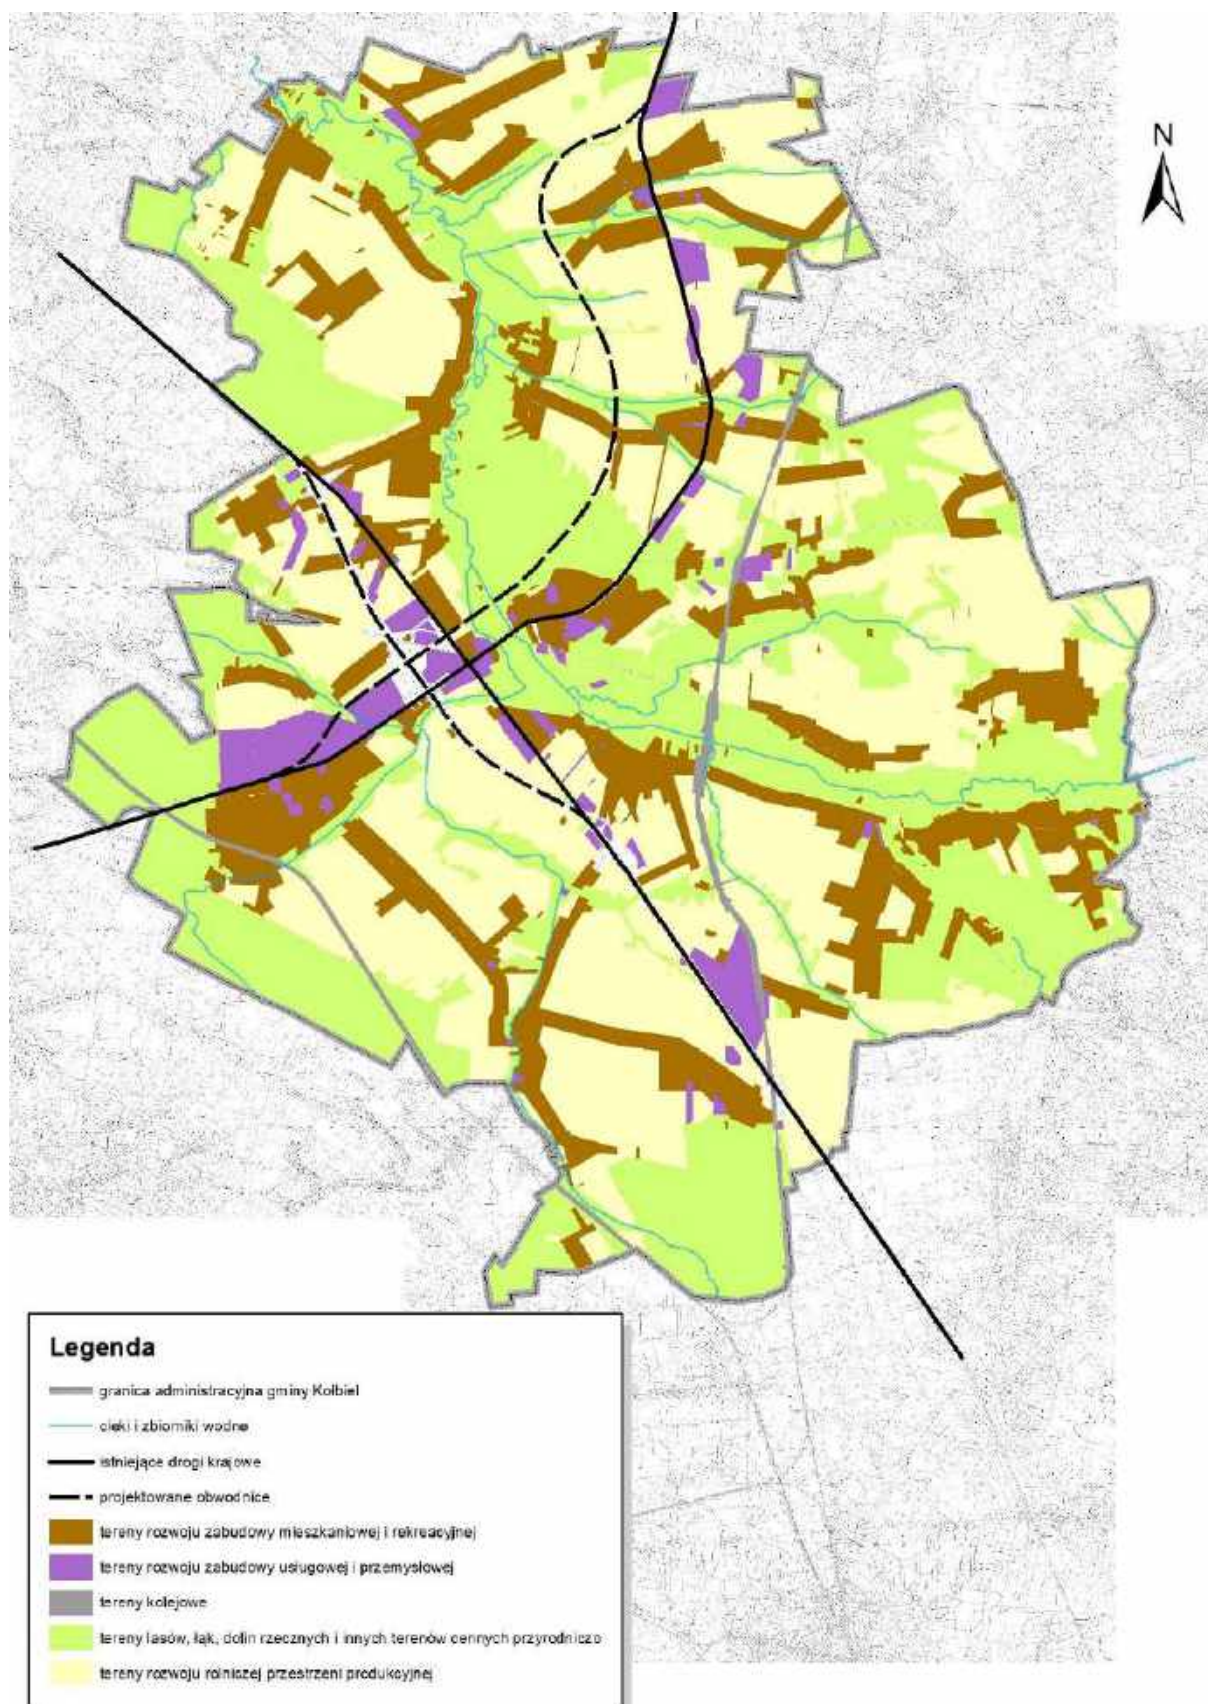 N
Legenda
granica administracyjna gminy Kołbiel
cieki i zbiorniki wodne
istniejące drogi krajowe
projektowane obwodnice
tereny rozwoju zabudowy mieszkaniowej i rekreacyjnej
tereny rozwoju zabudowy usługowej i przemysłowej
tereny kolejowe
tereny lasów, łąk, dolin rzecznych i innych terenów cennych przyrodniczo
tereny rozwoju rolniszej przestrzeni produkcyjnej